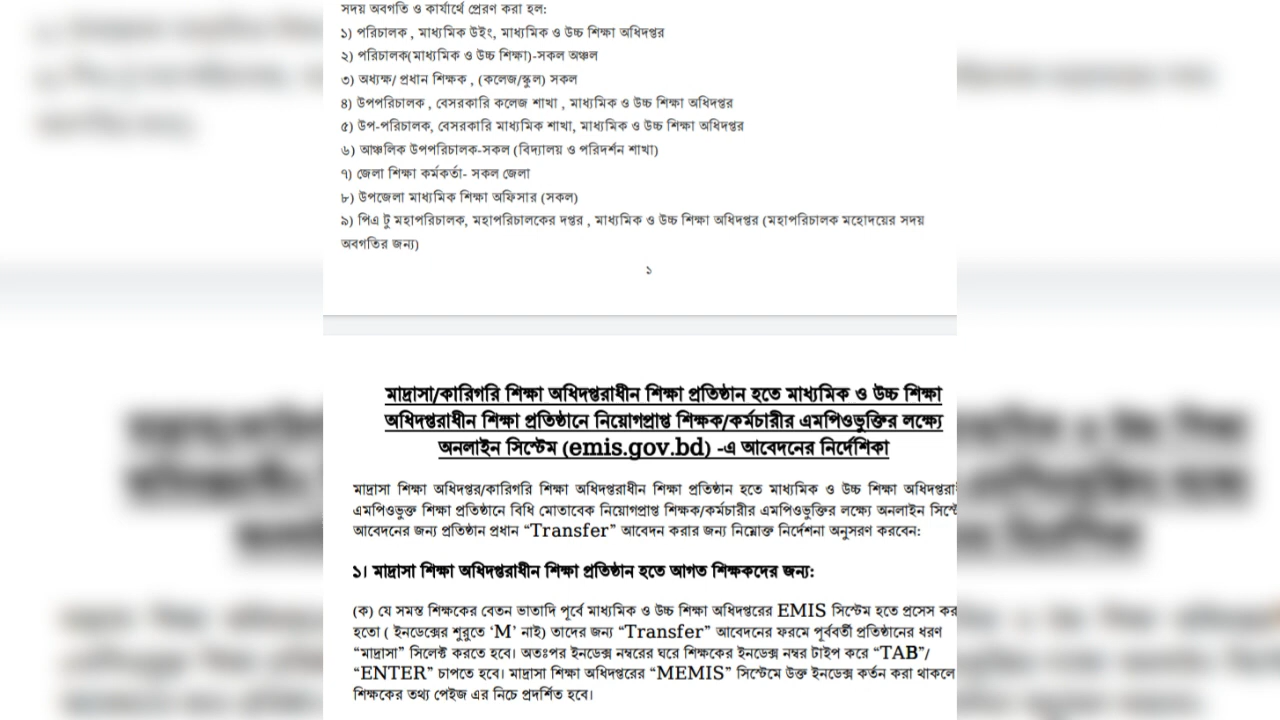 সদয় অবগতি ও কার্যার্থে প্রেরণ করা হল:
১) পরিচালক , মাধ্যমিক উইং, মাধ্যমিক ও উচ্চ শিক্ষা অধিদপ্তর
২) পরিচালক(মাধ্যমিক ও উচ্চ শিক্ষা)-সকল অঞ্চল
৩) অধ্যক্ষ/ প্রধান শিক্ষক , (কলেজ/স্কুল) সকল
৪) উপপরিচালক , বেসরকারি কলেজ শাখা , মাধ্যমিক ও উচ্চ শিক্ষা অধিদপ্তর
৫) উপ-পরিচালক, বেসরকারি মাধ্যমিক শাখা, মাধ্যমিক ও উচ্চ শিক্ষা অধিদপ্তর
৬) আঞ্চলিক উপপরিচালক-সকল (বিদ্যালয় ও পরিদর্শন শাখা)
৭) জেলা শিক্ষা কর্মকর্তা- সকল জেলা
৮) উপজেলা মাধ্যমিক শিক্ষা অফিসার (সকল)
৯) পিএ টু মহাপরিচালক, মহাপরিচালকের দপ্তর , মাধ্যমিক ও উচ্চ শিক্ষা অধিদপ্তর (মহাপরিচালক মহোদয়ের সদয়
অবগতির জন্য)
১
মাদ্রাসা/কারিগরি শিক্ষা অধিদপ্তরাধীন শিক্ষা প্রতিষ্ঠান হতে মাধ্যমিক ও উচ্চ শিক্ষা
অধিদপ্তরাধীন শিক্ষা প্রতিষ্ঠানে নিয়োগপ্রাপ্ত শিক্ষক/কর্মচারীর এমপিওভুক্তির লক্ষ্যে
অনলাইন সিস্টেম (emis.gov.bd) -এ আবেদনের নির্দেশিকা
মাদ্রাসা শিক্ষা অধিদপ্তর/কারিগরি শিক্ষা অধিদপ্তরাধীন শিক্ষা প্রতিষ্ঠান হতে মাধ্যমিক ও উচ্চ শিক্ষা অধিদপ্তরা
এমপিওভুক্ত শিক্ষা প্রতিষ্ঠানে বিধি মোতাবেক নিয়োগপ্রাপ্ত শিক্ষক/কর্মচারীর এমপিওভুক্তির লক্ষ্যে অনলাইন সিস্টে
আবেদনের জন্য প্রতিষ্ঠান প্রধান “Transfer” আবেদন করার জন্য নিম্নোক্ত নির্দেশনা অনুসরণ করবেন:
১। মাদ্রাসা শিক্ষা অধিদপ্তরাধীন শিক্ষা প্রতিষ্ঠান হতে আগত শিক্ষকদের জন্য:
(ক) যে সমস্ত শিক্ষকের বেতন ভাতাদি পূর্বে মাধ্যমিক ও উচ্চ শিক্ষা অধিদপ্তরের EMIS সিস্টেম হতে প্রসেস কর
হতো ( ইনডেক্সের শুরুতে ‘M’ নাই) তাদের জন্য “Transfer” আবেদনের ফরমে পূর্ববর্তী প্রতিষ্ঠানের ধরণ
“মাদ্রাসা” সিলেক্ট করতে হবে। অতঃপর ইনডেক্স নম্বরের ঘরে শিক্ষকের ইনডেক্স নম্বর টাইপ করে “TAB”/
“ENTER” চাপতে হবে। মাদ্রাসা শিক্ষা অধিদপ্তরের “MEMIS” সিস্টেমে উক্ত ইনডেক্স কর্তন করা থাকলে
শিক্ষকের তথ্য পেইজ এর নিচে প্রদর্শিত হবে।